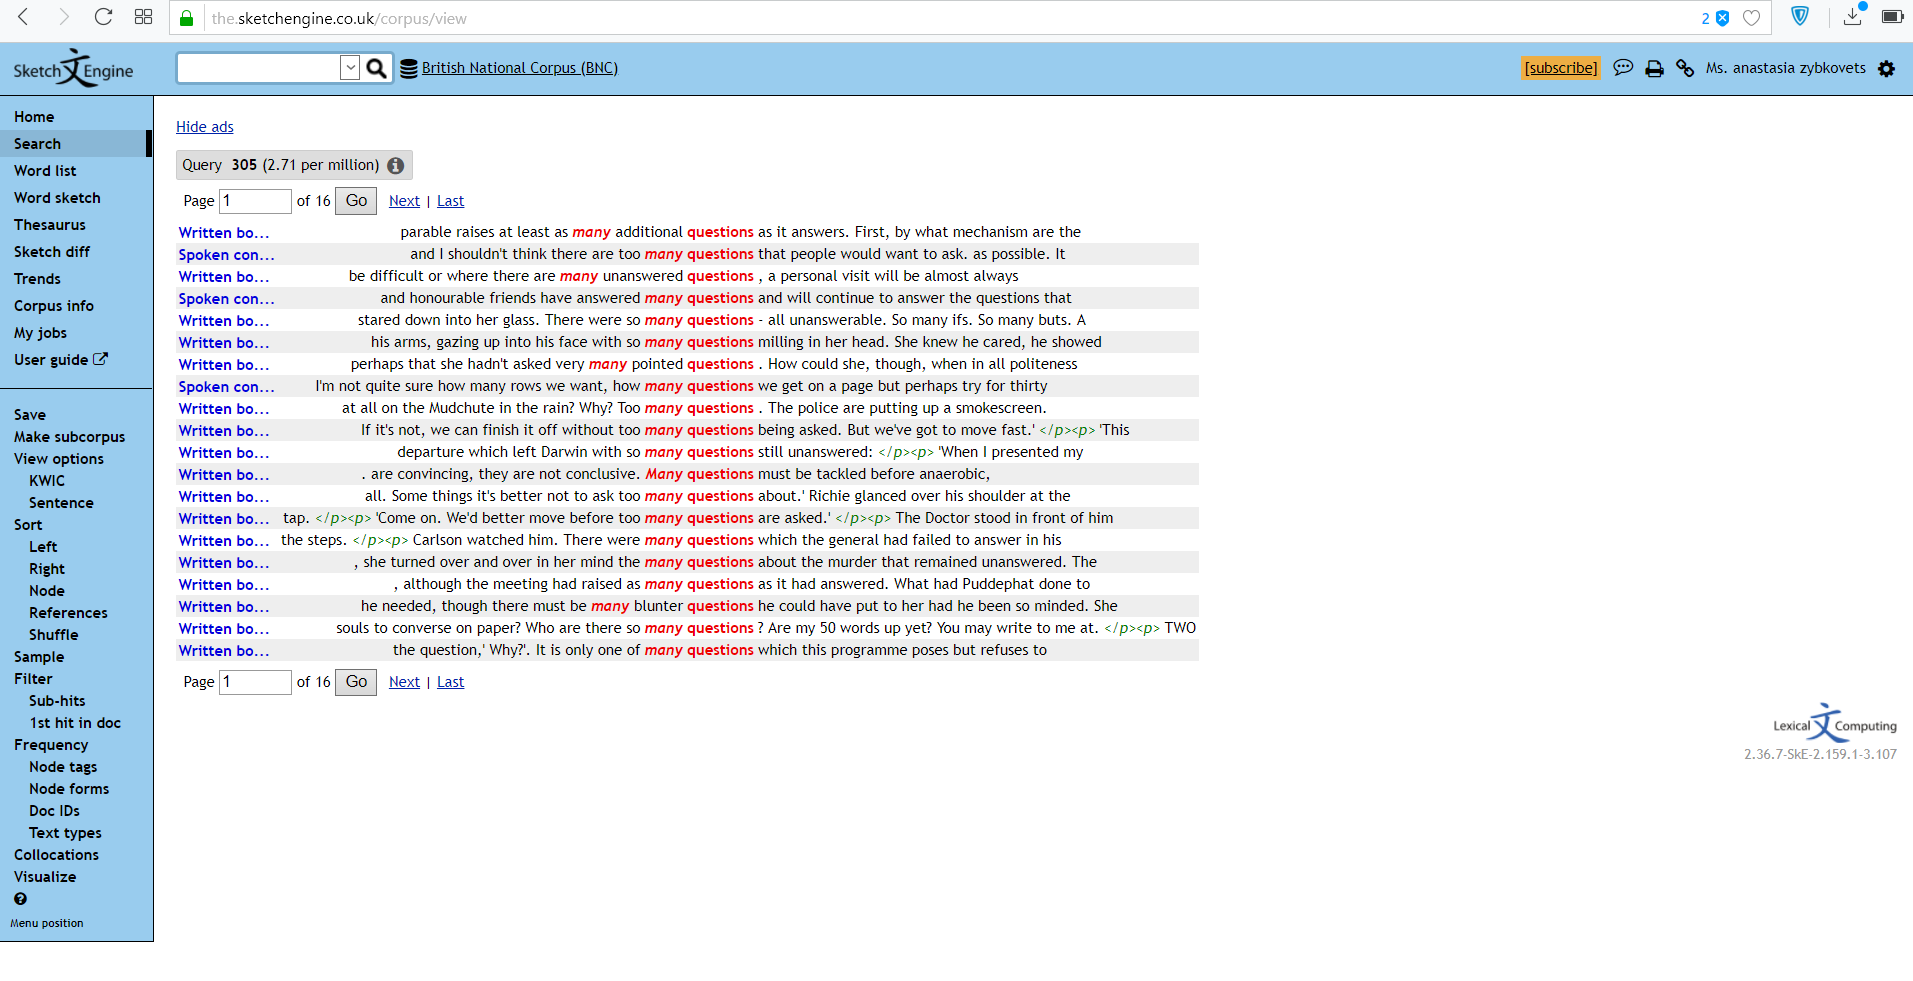 the.sketchengine.co.uk/corpus/view
2
Sketch Engine
British National Corpus (BNC)
[subscribe]
Ms. anastasia zybkovets
Home
Search
Word list
Word sketch
Thesaurus
Sketch diff
Trends
Corpus info
My jobs
User guide
Save
Make subcorpus
View options
KWIC
Sentence
Sort
Left
Right
Node
References
Shuffle
Sample
Filter
Sub-hits
1st hit in doc
Frequency
Node tags
Node forms
Doc IDs
Text types
Collocations
Visualize
Menu position
Hide ads
Query 305 (2.71 per million)
Page 1 of 16 Go Next | Last
Written bo... parable raises at least as many additional questions as it answers. First, by what mechanism are the
Spoken con... and I shouldn't think there are too many questions that people would want to ask. as possible. It
Written bo... be difficult or where there are many unanswered questions , a personal visit will be almost always
Spoken con... and honourable friends have answered many questions and will continue to answer the questions that
Written bo... stared down into her glass. There were so many questions - all unanswerable. So many ifs. So many buts. A
Written bo... his arms, gazing up into his face with so many questions milling in her head. She knew he cared, he showed
Written bo... perhaps that she hadn't asked very many pointed questions . How could she, though, when in all politeness
Spoken con... I'm not quite sure how many rows we want, how many questions we get on a page but perhaps try for thirty
Written bo... at all on the Mudchute in the rain? Why? Too many questions . The police are putting up a smokescreen.
Written bo... If it's not, we can finish it off without too many questions being asked. But we've got to move fast.' </p><p> 'This
Written bo... departure which left Darwin with so many questions still unanswered: </p><p> 'When I presented my
Written bo... . are convincing, they are not conclusive. Many questions must be tackled before anaerobic,
Written bo... all. Some things it's better not to ask too many questions about.' Richie glanced over his shoulder at the
Written bo... tap. </p><p> 'Come on. We'd better move before too many questions are asked.' </p><p> The Doctor stood in front of him
Written bo... the steps. </p><p> Carlson watched him. There were many questions which the general had failed to answer in his
Written bo... , she turned over and over in her mind the many questions about the murder that remained unanswered. The
Written bo... , although the meeting had raised as many questions as it had answered. What had Puddephat done to
Written bo... he needed, though there must be many blunter questions he could have put to her had he been so minded. She
Written bo... souls to converse on paper? Who are there so many questions ? Are my 50 words up yet? You may write to me at. </p><p> TWO
Written bo... the question,' Why?'. It is only one of many questions which this programme poses but refuses to
Page 1 of 16 Go Next | Last
Lexical Computing
2.36.7-SkE-2.159.1-3.107